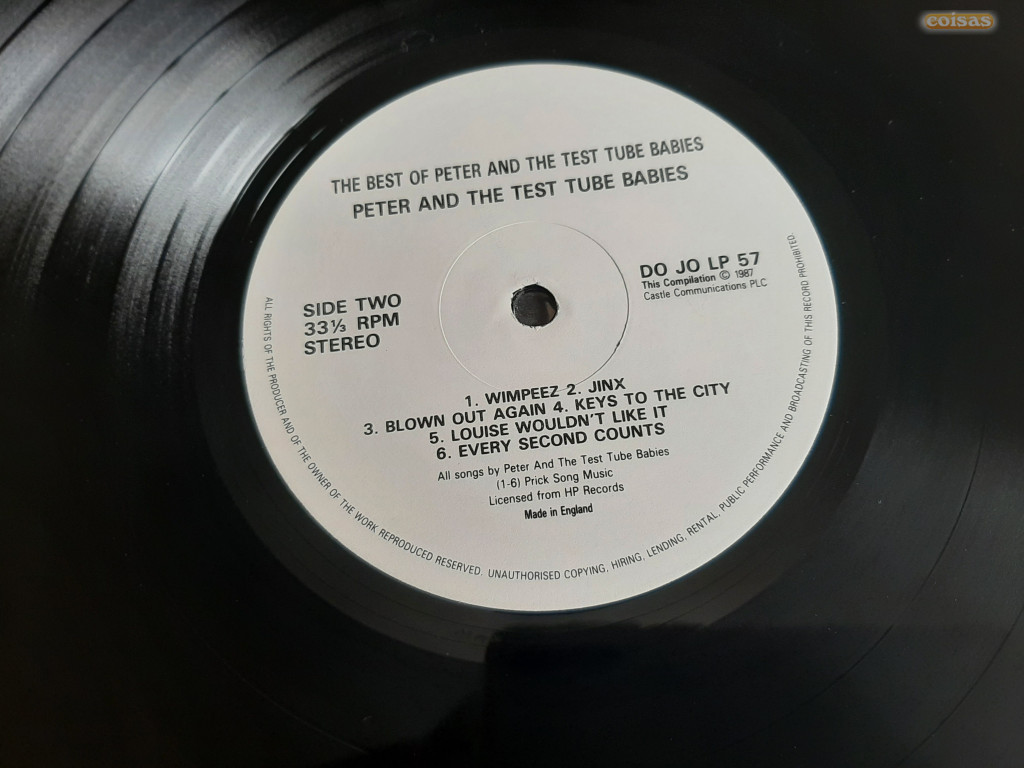 coisas
THE BEST OF PETER AND THE TEST TUBE BABIES
PETER AND THE TEST TUBE BABIES
DO JO LP 57
This Compilation © 1987
Castle Communications PLC
SIDE TWO
33⅓ RPM
STEREO
1. WIMPEEZ 2. JINX
3. BLOWN OUT AGAIN 4. KEYS TO THE CITY
5. LOUISE WOULDN'T LIKE IT
6. EVERY SECOND COUNTS
All songs by Peter And The Test Tube Babies
(1-6) Prick Song Music
Licensed from HP Records
Made in England
ALL RIGHTS OF THE PRODUCER AND OF THE OWNER OF THE WORK REPRODUCED RESERVED. UNAUTHORISED COPYING, HIRING, LENDING, RENTAL, PUBLIC PERFORMANCE AND BROADCASTING OF THIS RECORD PROHIBITED.